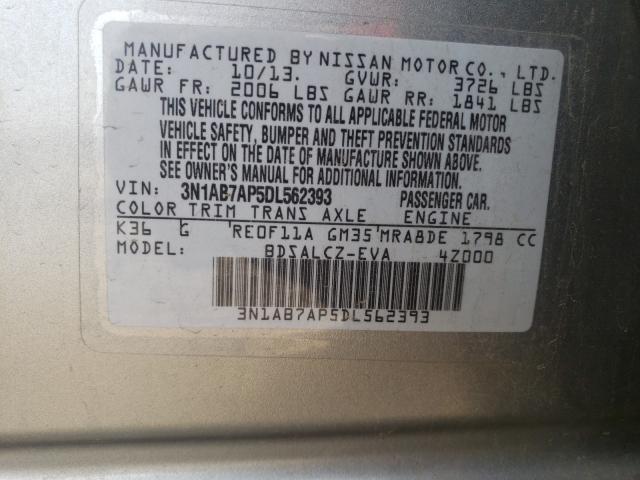 MANUFACTURED BY NISSAN MOTOR CO., LTD.
DATE: 10/13. GVWR: 3726 LBS
GAWR FR: 2006 LBS GAWR RR: 1841 LBS
THIS VEHICLE CONFORMS TO ALL APPLICABLE FEDERAL MOTOR
VEHICLE SAFETY, BUMPER AND THEFT PREVENTION STANDARDS
IN EFFECT ON THE DATE OF MANUFACTURE SHOWN ABOVE.
SEE OWNER'S MANUAL FOR ADDITIONAL INFORMATION.
VIN: 3N1AB7AP5DL562393 PASSENGER CAR.
COLOR TRIM TRANS AXLE ENGINE
K36 G RE0F11A GM35 MRA8DE 1798 CC
MODEL: BDSALCZ-EVA 4Z000
3N1AB7AP5DL562393